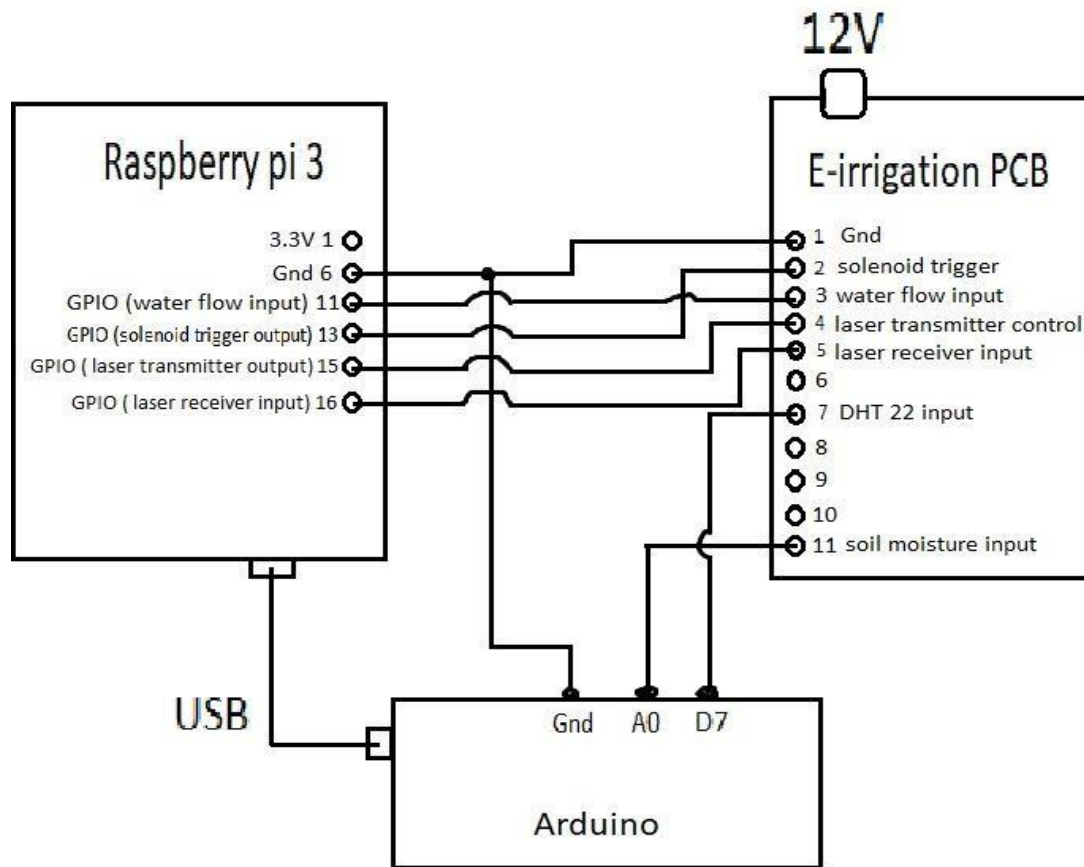 12V
Raspberry pi 3
3.3V 1
Gnd 6
GPIO (water flow input) 11
GPIO (solenoid trigger output) 13
GPIO ( laser transmitter output) 15
GPIO ( laser receiver input) 16
E-irrigation PCB
1 Gnd
2 solenoid trigger
3 water flow input
4 laser transmitter control
5 laser receiver input
6
7 DHT 22 input
8
9
10
11 soil moisture input
USB
Gnd A0 D7
Arduino